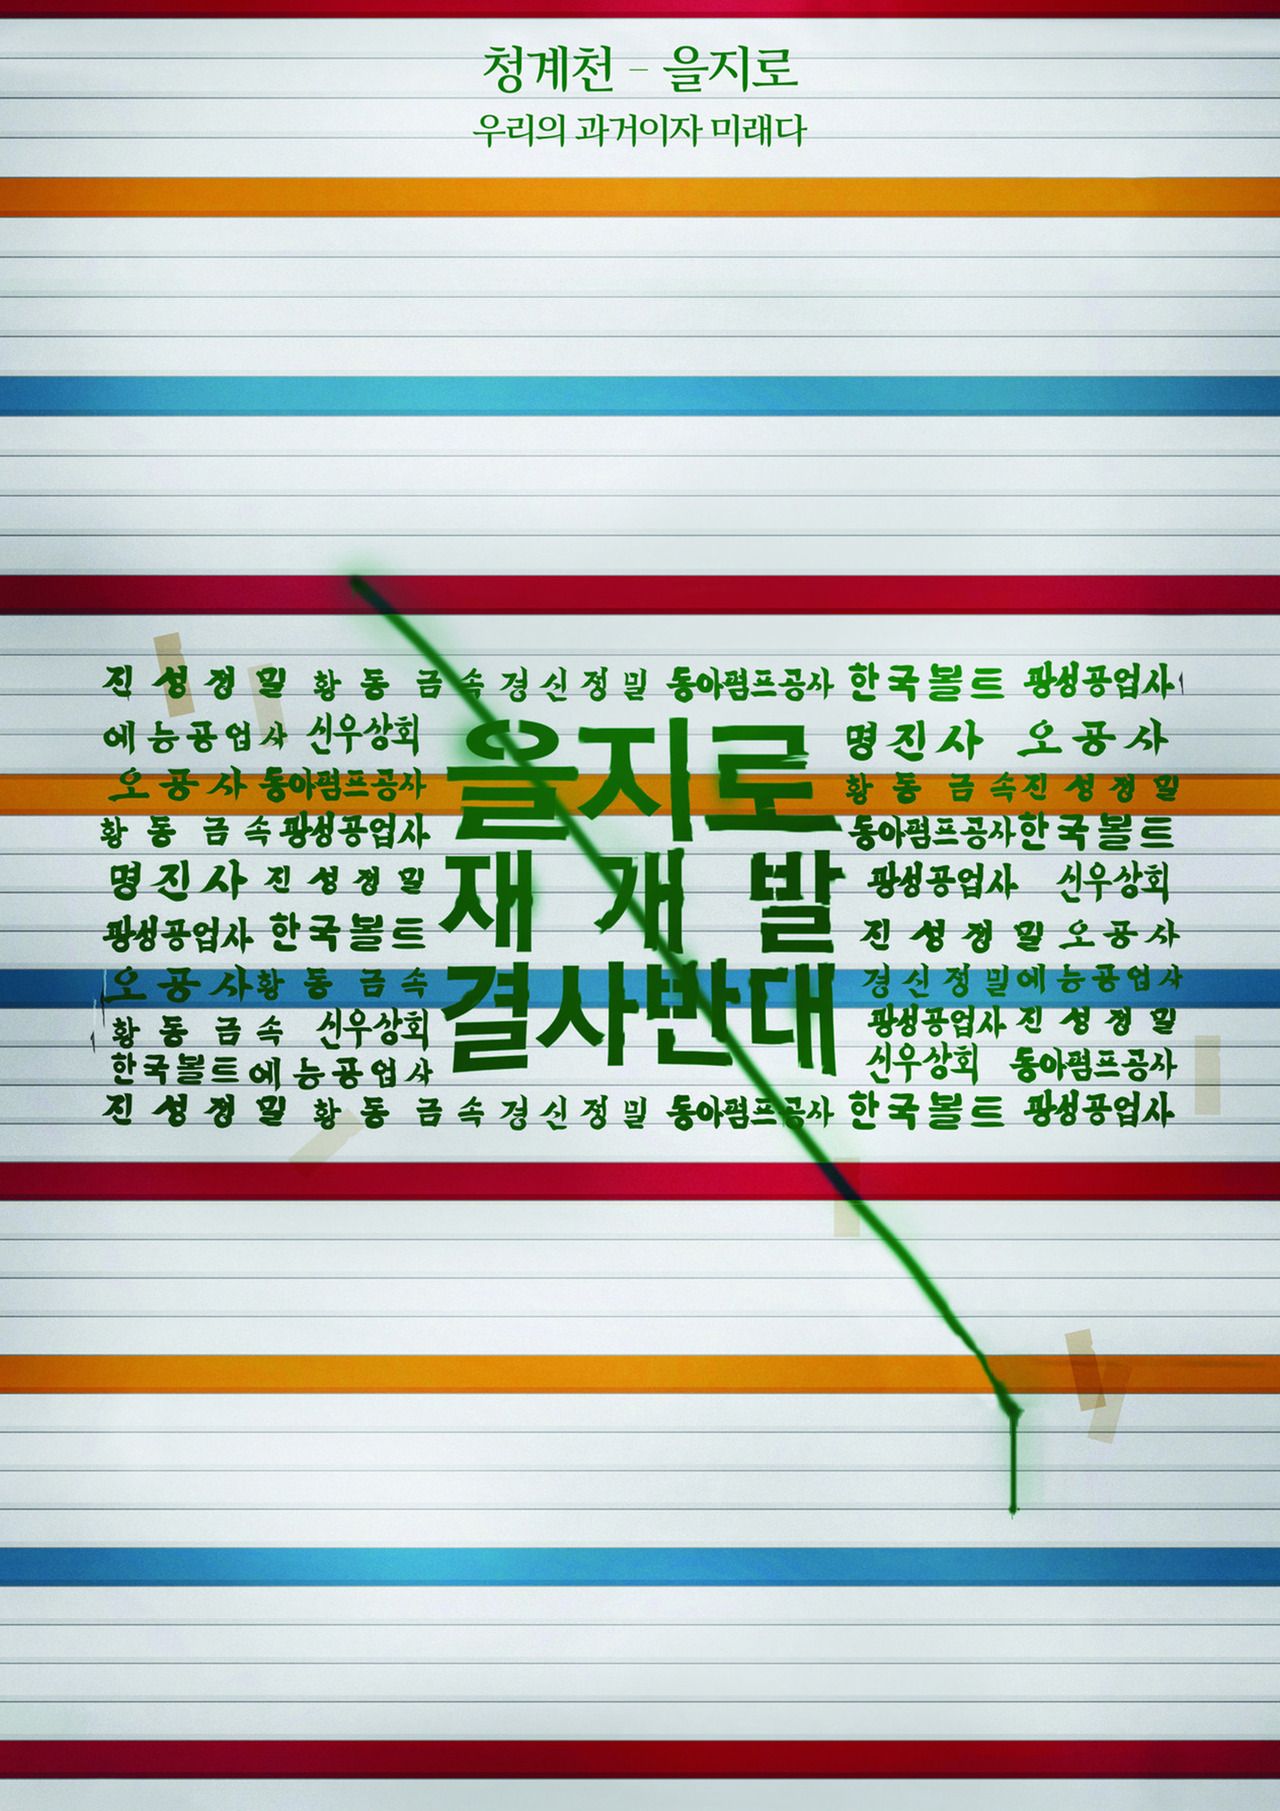 청계천 - 을지로
우리의 과거이자 미래다
진성정밀 황동금속 경신정밀 동아펌프공사 한국볼트 광성공업사
에능공업사 신우상회
명진사 오공사
오공사 동아펌프공사
황동금속 진성정밀
황동금속 광성공업사
동아펌프공사 한국볼트
명진사 진성정밀
광성공업사 신우상회
광성공업사 한국볼트
진성정밀 오공사
오공사 황동금속
경신정밀 에능공업사
황동금속 신우상회
광성공업사 진성정밀
한국볼트 에능공업사
신우상회 동아펌프공사
을지로
재개발
결사반대
진성정밀 황동금속 경신정밀 동아펌프공사 한국볼트 광성공업사